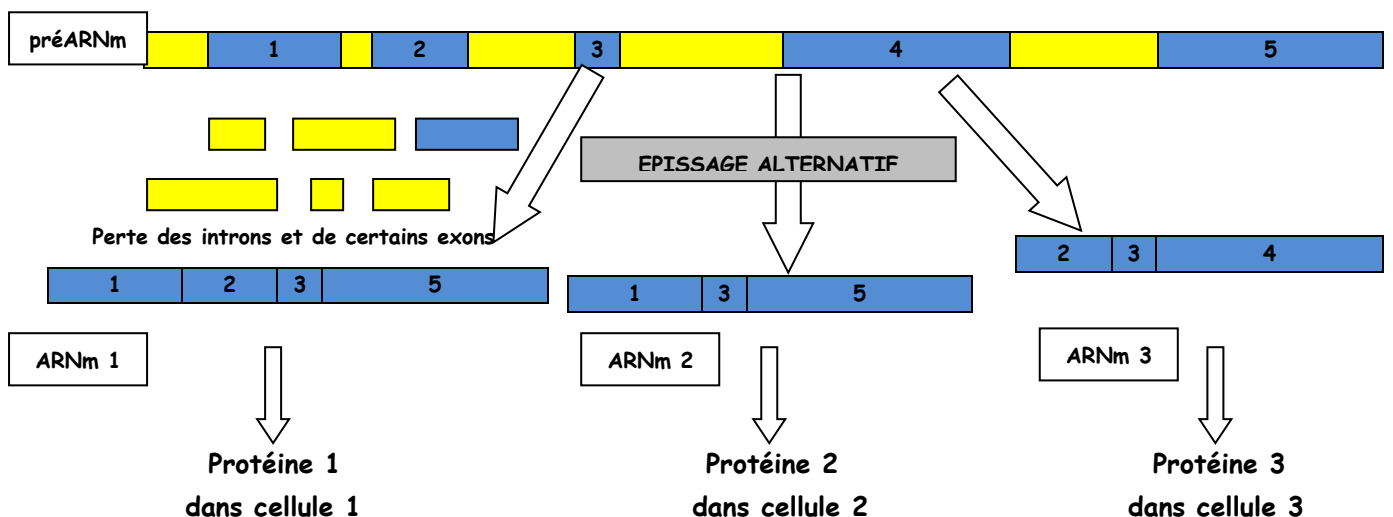 préARNm
1 2 3 4 5
EPISSAGE ALTERNATIF
Perte des introns et de certains exons
2 3 4
1 2 3 5
1 3 5
ARNm 1
ARNm 2
ARNm 3
Protéine 1
dans cellule 1
Protéine 2
dans cellule 2
Protéine 3
dans cellule 3